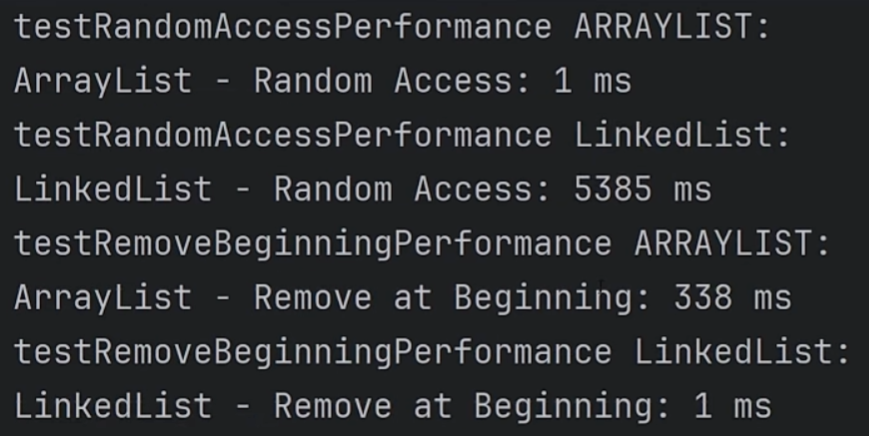 testRandomAccessPerformance ARRAYLIST:
ArrayList - Random Access: 1 ms
testRandomAccessPerformance LinkedList:
LinkedList - Random Access: 5385 ms
testRemoveBeginningPerformance ARRAYLIST:
ArrayList - Remove at Beginning: 338 ms
testRemoveBeginningPerformance LinkedList:
LinkedList - Remove at Beginning: 1 ms